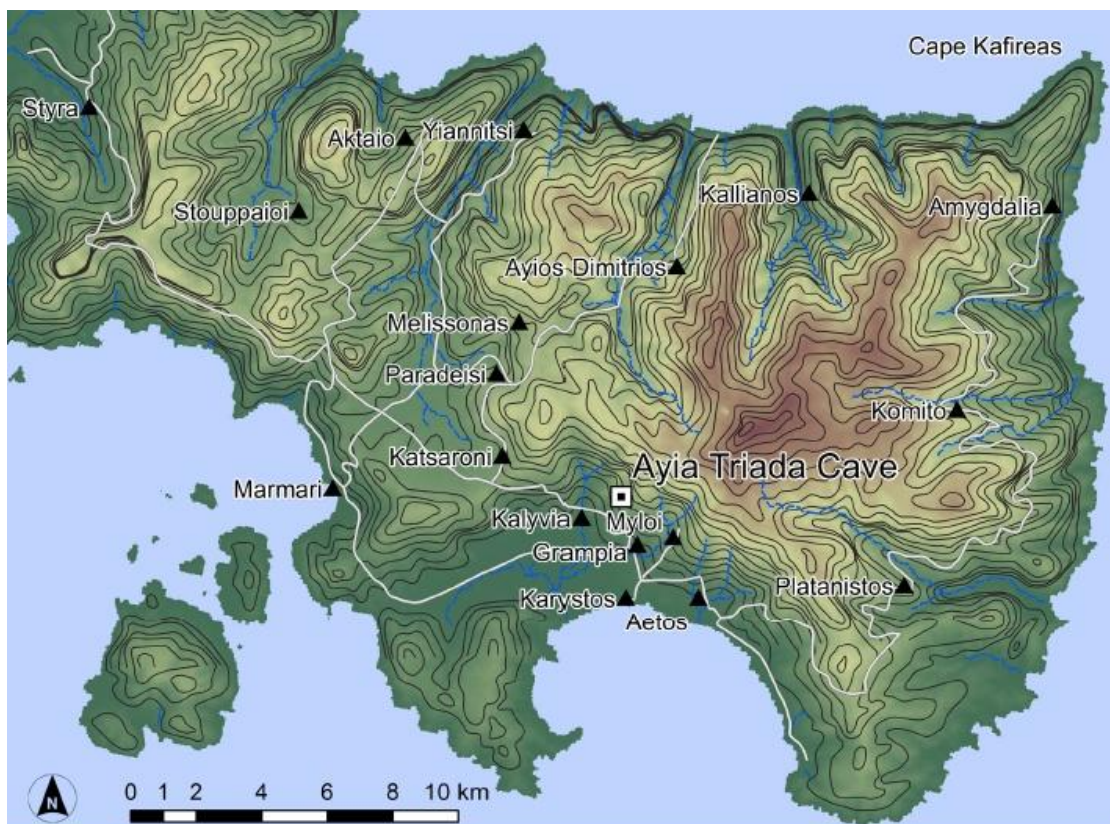 Cape Kafireas
Styra
Aktaio
Yiannitsi
Kallianos
Stouppaioi
Amygdalia
Ayios Dimitrios
Melissonas
Paradeisi
Komito
Katsaroni
Ayia Triada Cave
Marmari
Kalyvia
Myloi
Grampia
Platanistos
Karystos
Aetos
N
0 1 2 4 6 8 10 km